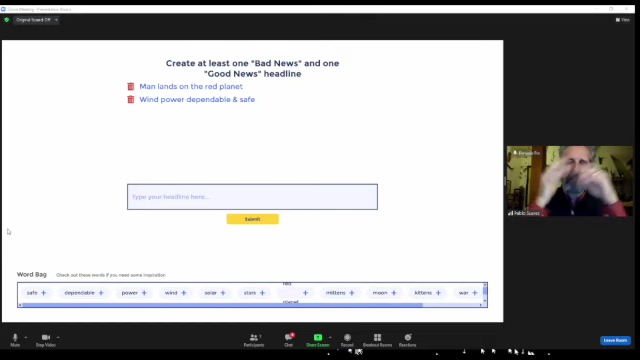 Original Sound: Off
View
Create at least one "Bad News" and one
"Good News" headline
Man lands on the red planet
Wind power dependable & safe
Type your headline here...
Submit
Pablo Suarez
Word Bag
Check out these words if you need some inspiration
safe + dependable + power + wind + solar + stars + red planet + mittens + moon + kittens + war +
Mute
Stop Video
Participants
Chat
Share Screen
Record
Breakout Rooms
Reactions
Leave Room